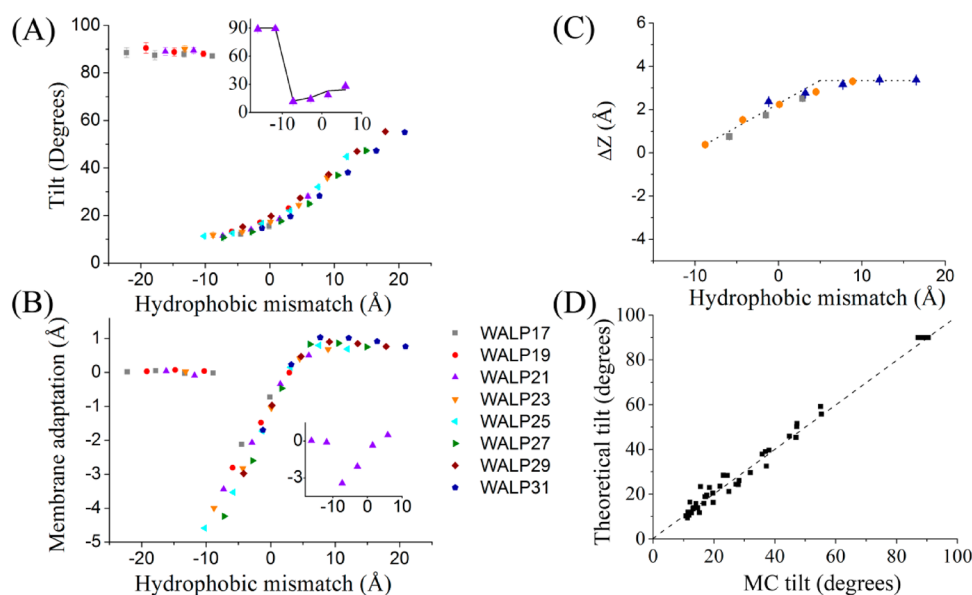 (A)
100
80
60
40
20
0
Tilt (Degrees)
90
60
30
0
-10
0
10
-20
-10
0
10
20
Hydrophobic mismatch (Å)
(C)
6
4
2
0
-2
-4
ΔZ (Å)
-10
0
10
20
Hydrophobic mismatch (Å)
(B)
1
0
-1
-2
-3
-4
-5
Membrane adaptation (Å)
0
-3
-10
0
10
-20
-10
0
10
20
Hydrophobic mismatch (Å)
WALP17
WALP19
WALP21
WALP23
WALP25
WALP27
WALP29
WALP31
(D)
100
80
60
40
20
0
Theoretical tilt (degrees)
0
20
40
60
80
100
MC tilt (degrees)